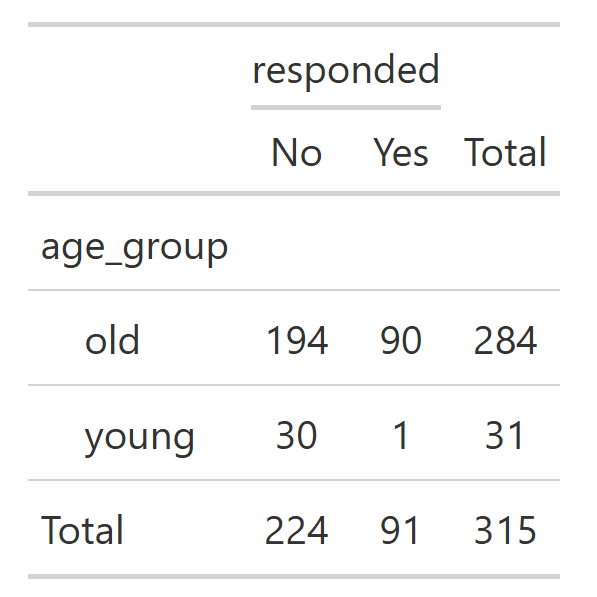 responded
No Yes Total
age_group
old 194 90 284
young 30 1 31
Total 224 91 315